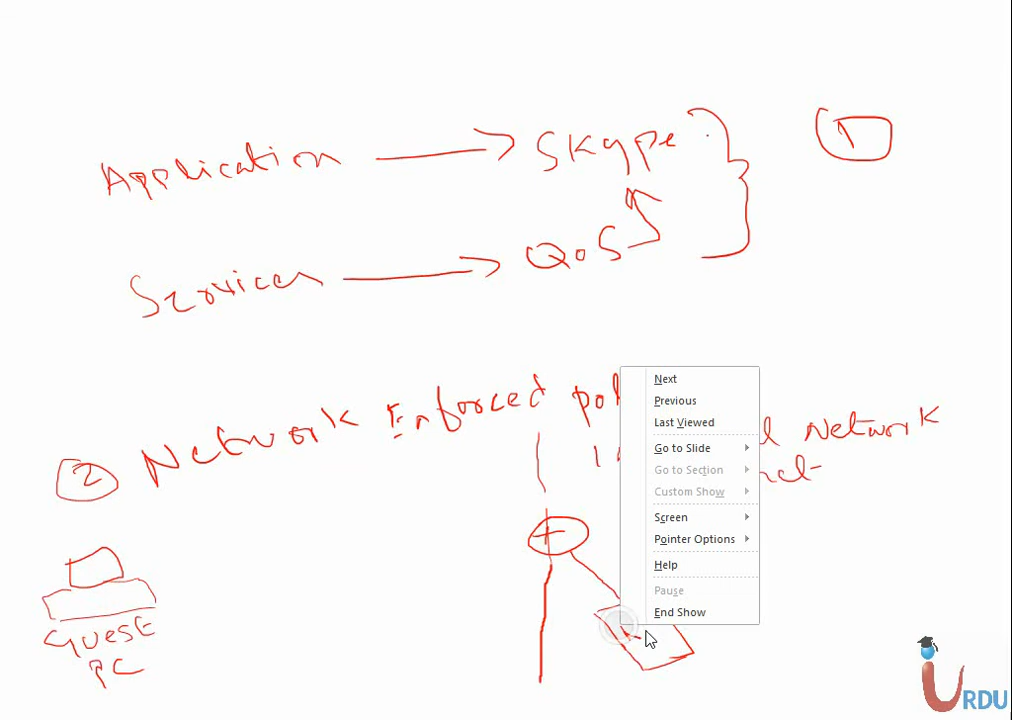 Application → Skype
1
Services → QoS
2 Network Enforced
Network
Guest
PC
Next
Previous
Last Viewed
Go to Slide
Go to Section
Custom Show
Screen
Pointer Options
Help
Pause
End Show
URDU